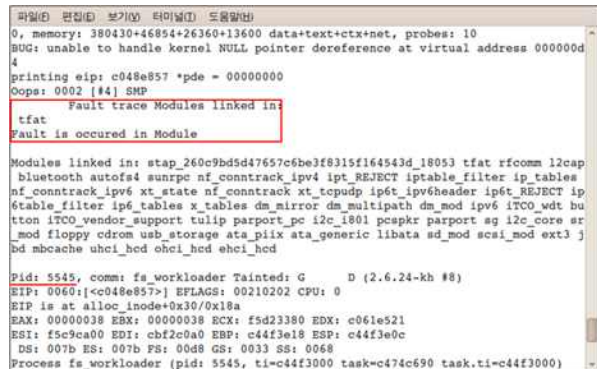 파일(F) 편집(E) 보기(V) 터미널(T) 도움말(H)
0, memory: 380430+46854+26360+13600 data+text+ctx+net, probes: 10
BUG: unable to handle kernel NULL pointer dereference at virtual address 000000d
4
printing eip: c048e857 *pde = 00000000
Oops: 0002 [#4] SMP
Fault trace Modules linked in:
tfat
Fault is occured in Module
Modules linked in: stap_260c9bd5d47657c6be3f8315f164543d_18053 tfat rfcomm l2cap
bluetooth autofs4 sunrpc nf_conntrack_ipv4 ipt_REJECT iptable_filter ip_tables
nf_conntrack_ipv6 xt_state nf_conntrack xt_tcpudp ip6t_ipv6header ip6t_REJECT ip
6table_filter ip6_tables x_tables dm_mirror dm_multipath dm_mod ipv6 iTCO_wdt bu
tton iTCO_vendor_support tulip parport_pc i2c_i801 pcspkr parport sg i2c_core sr
_mod floppy cdrom usb_storage ata_piix ata_generic libata sd_mod scsi_mod ext3 j
bd mbcache uhci_hcd ohci_hcd ehci_hcd
Pid: 5545, comm: fs_workloader Tainted: G D (2.6.24-kh #8)
EIP: 0060:[<c048e857>] EFLAGS: 00210202 CPU: 0
EIP is at alloc_inode+0x30/0x18a
EAX: 00000038 EBX: 00000038 ECX: f5d23380 EDX: c061e521
ESI: f5c9ca00 EDI: cbf2c0a0 EBP: c44f3e18 ESP: c44f3e0c
DS: 007b ES: 007b FS: 00d8 GS: 0033 SS: 0068
Process fs_workloader (pid: 5545, ti=c44f3000 task=c474c690 task.ti=c44f3000)